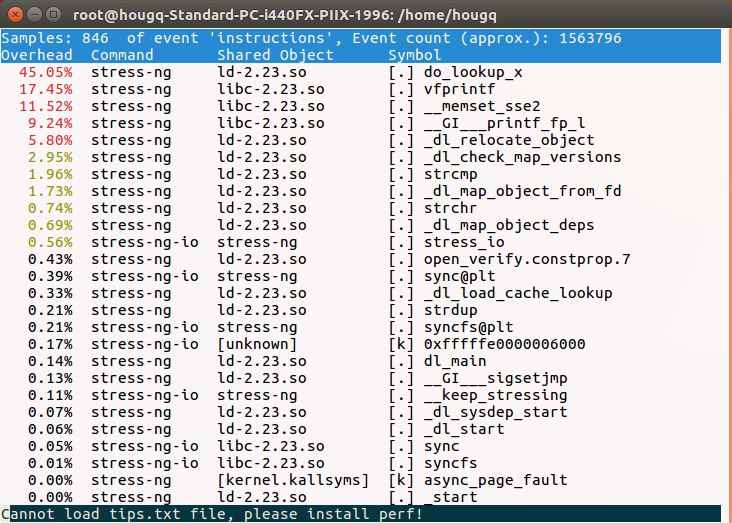 root@hougq-Standard-PC-i440FX-PIIX-1996: /home/hougq
Samples: 846  of event 'instructions', Event count (approx.): 1563796
Overhead  Command      Shared Object      Symbol
45.05%  stress-ng     ld-2.23.so         [.] do_lookup_x
17.45%  stress-ng     libc-2.23.so       [.] vfprintf
11.52%  stress-ng     libc-2.23.so       [.] __memset_sse2
9.24%  stress-ng     libc-2.23.so       [.] __GI___printf_fp_l
5.80%  stress-ng     ld-2.23.so         [.] _dl_relocate_object
2.95%  stress-ng     ld-2.23.so         [.] _dl_check_map_versions
1.96%  stress-ng     ld-2.23.so         [.] strcmp
1.73%  stress-ng     ld-2.23.so         [.] _dl_map_object_from_fd
0.74%  stress-ng     ld-2.23.so         [.] strchr
0.69%  stress-ng     ld-2.23.so         [.] _dl_map_object_deps
0.56%  stress-ng-io  stress-ng          [.] stress_io
0.43%  stress-ng     ld-2.23.so         [.] open_verify.constprop.7
0.39%  stress-ng-io  stress-ng          [.] sync@plt
0.33%  stress-ng     ld-2.23.so         [.] _dl_load_cache_lookup
0.21%  stress-ng     ld-2.23.so         [.] strdup
0.21%  stress-ng-io  stress-ng          [.] syncfs@plt
0.17%  stress-ng-io  [unknown]          [k] 0xfffffe0000006000
0.14%  stress-ng     ld-2.23.so         [.] dl_main
0.13%  stress-ng     ld-2.23.so         [.] __GI___sigsetjmp
0.11%  stress-ng-io  stress-ng          [.] __keep_stressing
0.07%  stress-ng     ld-2.23.so         [.] _dl_sysdep_start
0.06%  stress-ng     ld-2.23.so         [.] _dl_start
0.05%  stress-ng-io  libc-2.23.so       [.] sync
0.01%  stress-ng-io  libc-2.23.so       [.] syncfs
0.00%  stress-ng     [kernel.kallsyms]  [k] async_page_fault
0.00%  stress-ng     ld-2.23.so         [.] _start
Cannot load tips.txt file, please install perf!